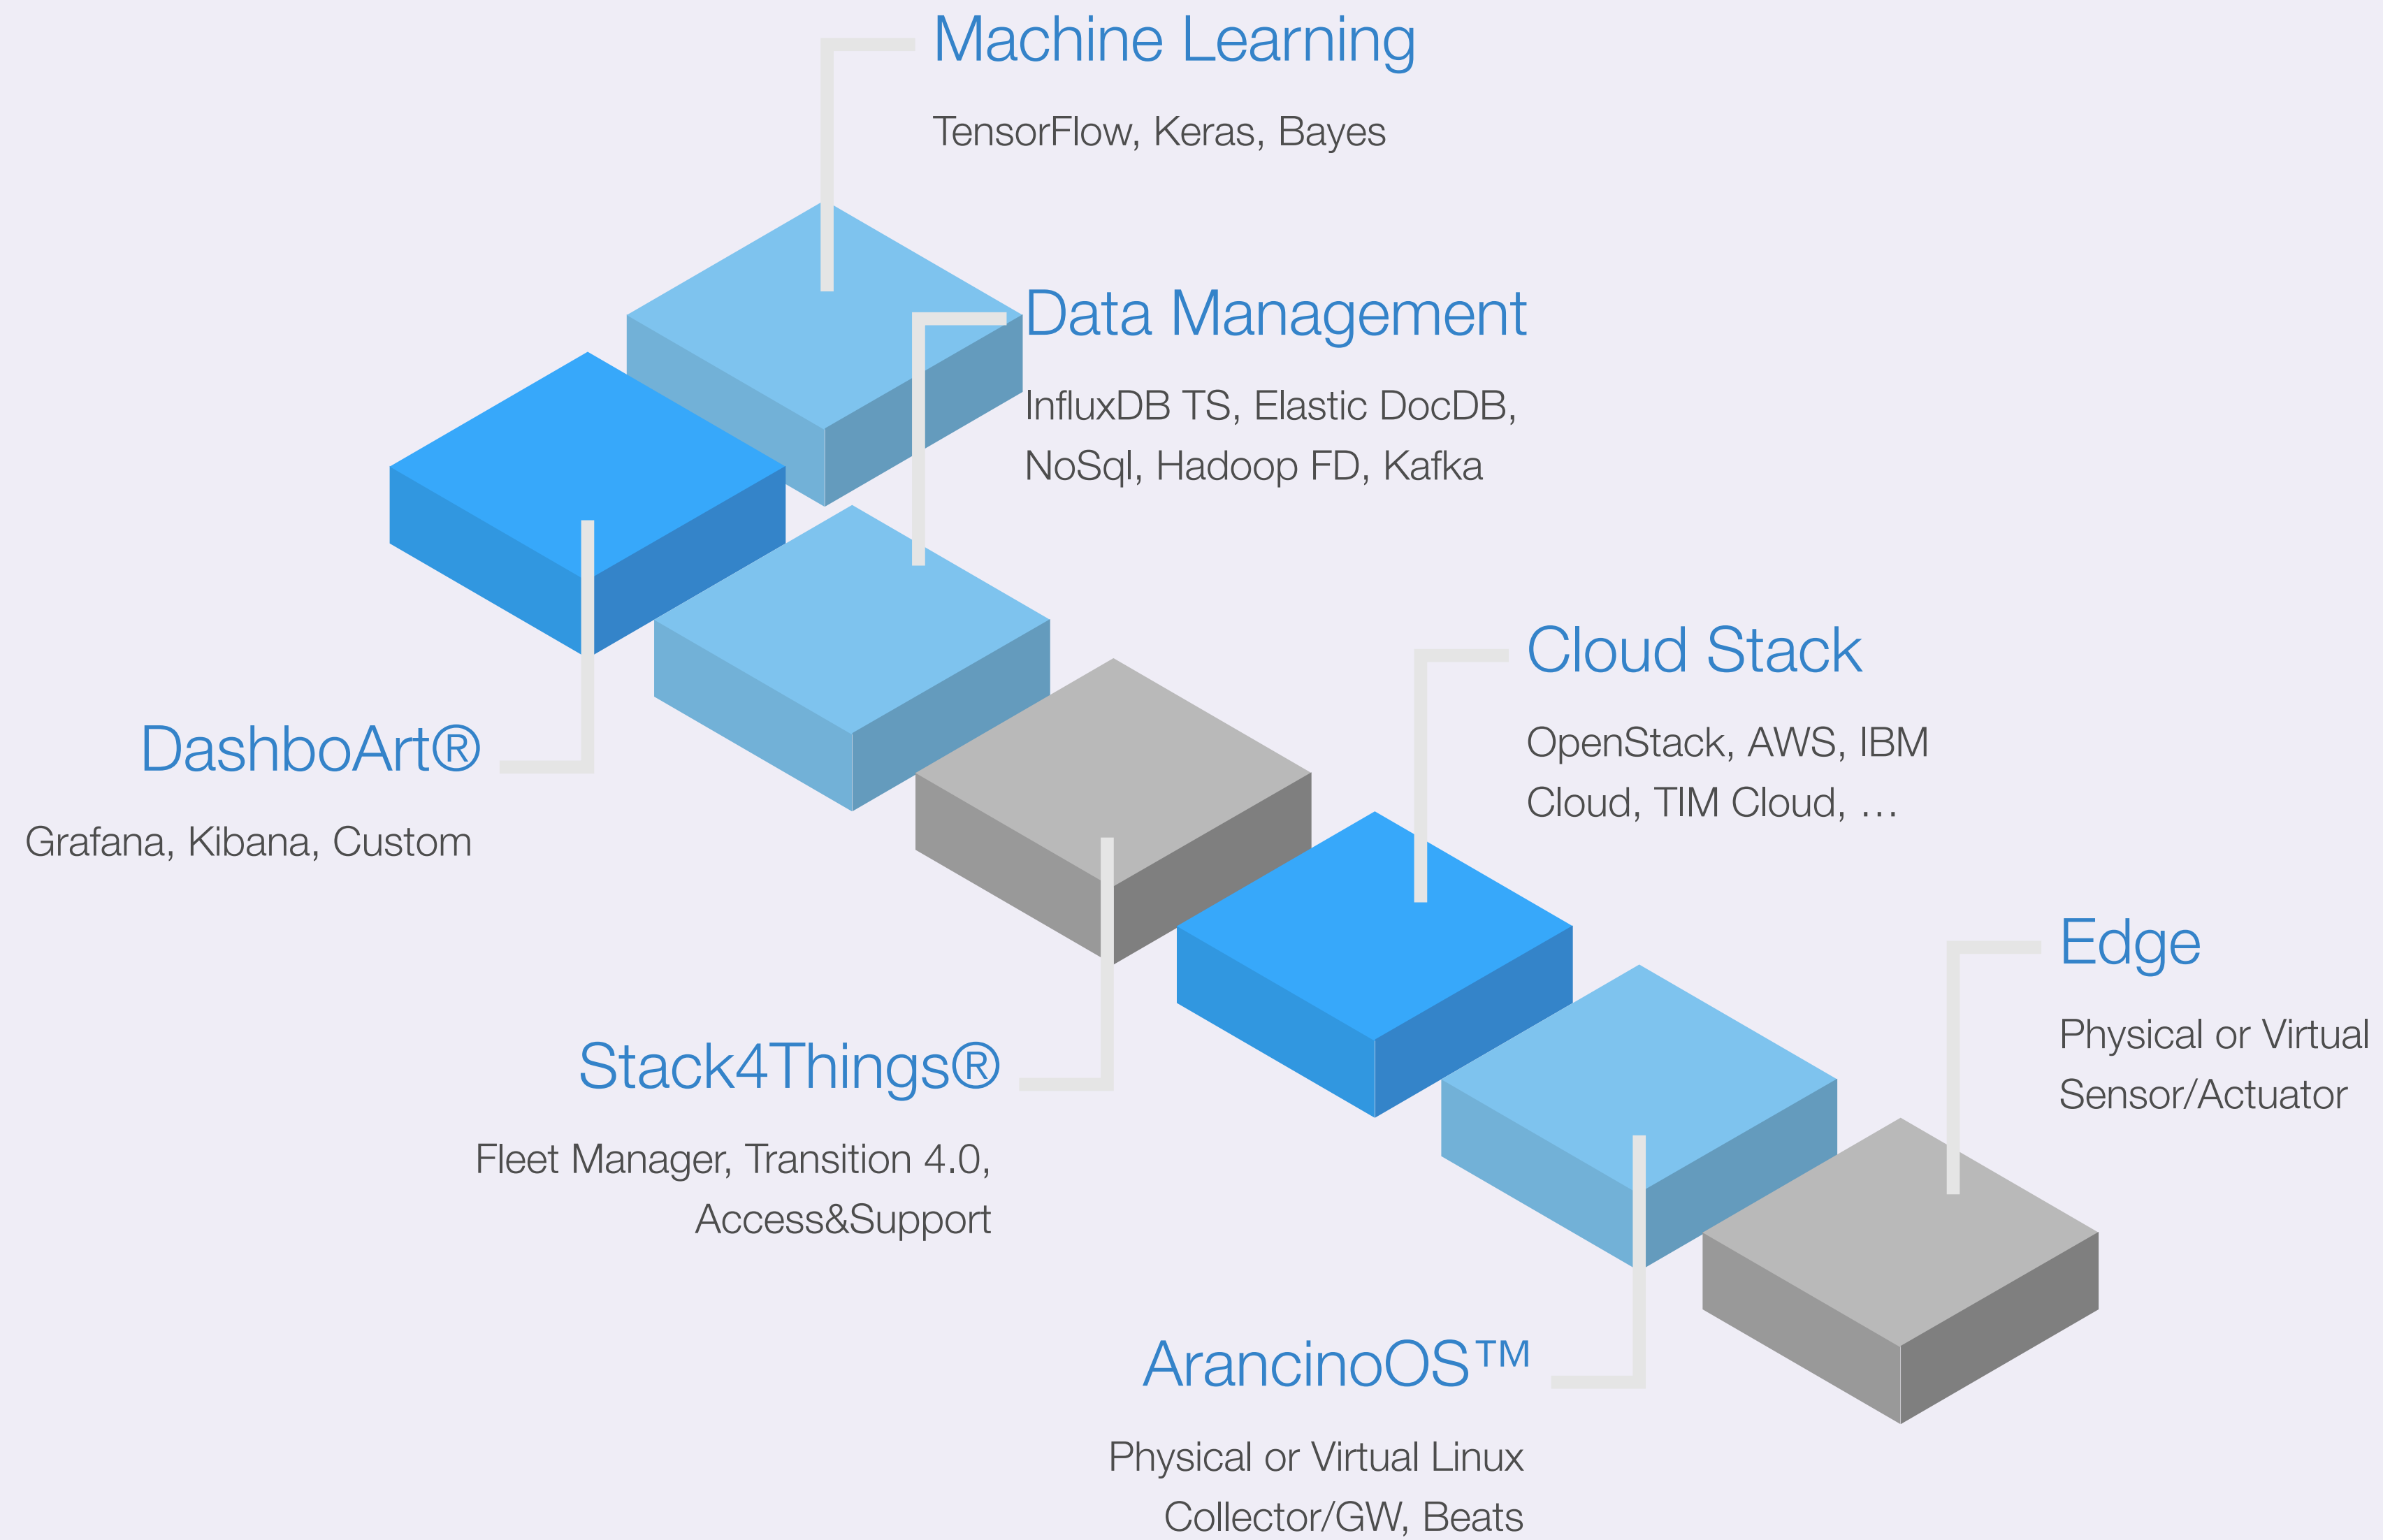 Machine Learning
TensorFlow, Keras, Bayes
Data Management
InfluxDB TS, Elastic DocDB,
NoSql, Hadoop FD, Kafka
Cloud Stack
OpenStack, AWS, IBM
Cloud, TIM Cloud, …
DashboArt®
Grafana, Kibana, Custom
Edge
Physical or Virtual
Sensor/Actuator
Stack4Things®
Fleet Manager, Transition 4.0,
Access&Support
ArancinoOS™
Physical or Virtual Linux
Collector/GW, Beats